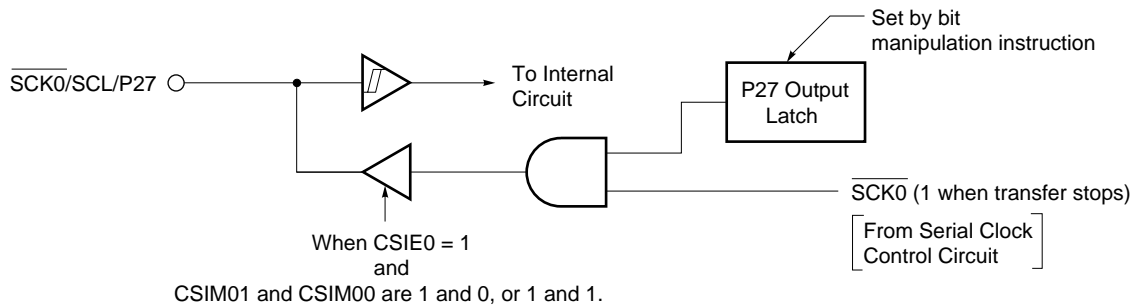 Set by bit
manipulation instruction
SCK0/SCL/P27
To Internal
Circuit
P27 Output
Latch
SCK0 (1 when transfer stops)
From Serial Clock
Control Circuit
When CSIE0 = 1
and
CSIM01 and CSIM00 are 1 and 0, or 1 and 1.